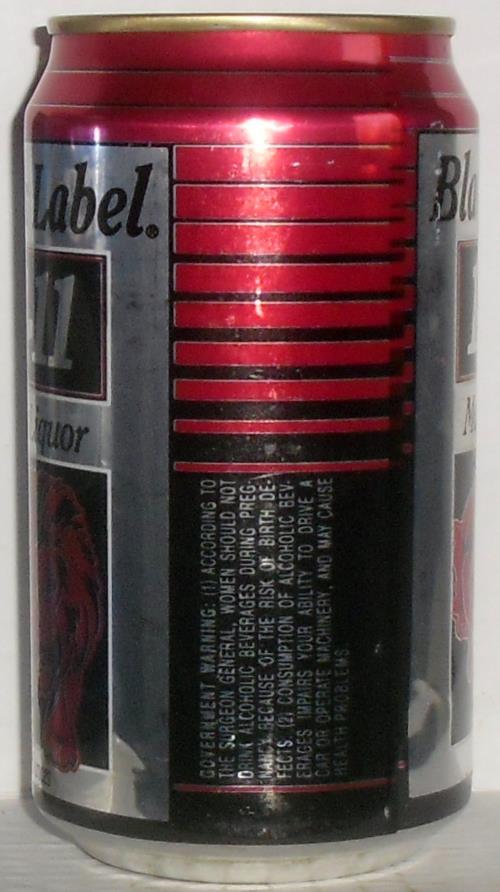 Label.®
Bla
11
1
iquor
M
GOVERNMENT WARNING: (1) ACCORDING TO
THE SURGEON GENERAL, WOMEN SHOULD NOT
DRINK ALCOHOLIC BEVERAGES DURING PREG-
NANCY BECAUSE OF THE RISK OF BIRTH DE-
FECTS. (2) CONSUMPTION OF ALCOHOLIC BEV-
ERAGES IMPAIRS YOUR ABILITY TO DRIVE A
CAR OR OPERATE MACHINERY, AND MAY CAUSE
HEALTH PROBLEMS.